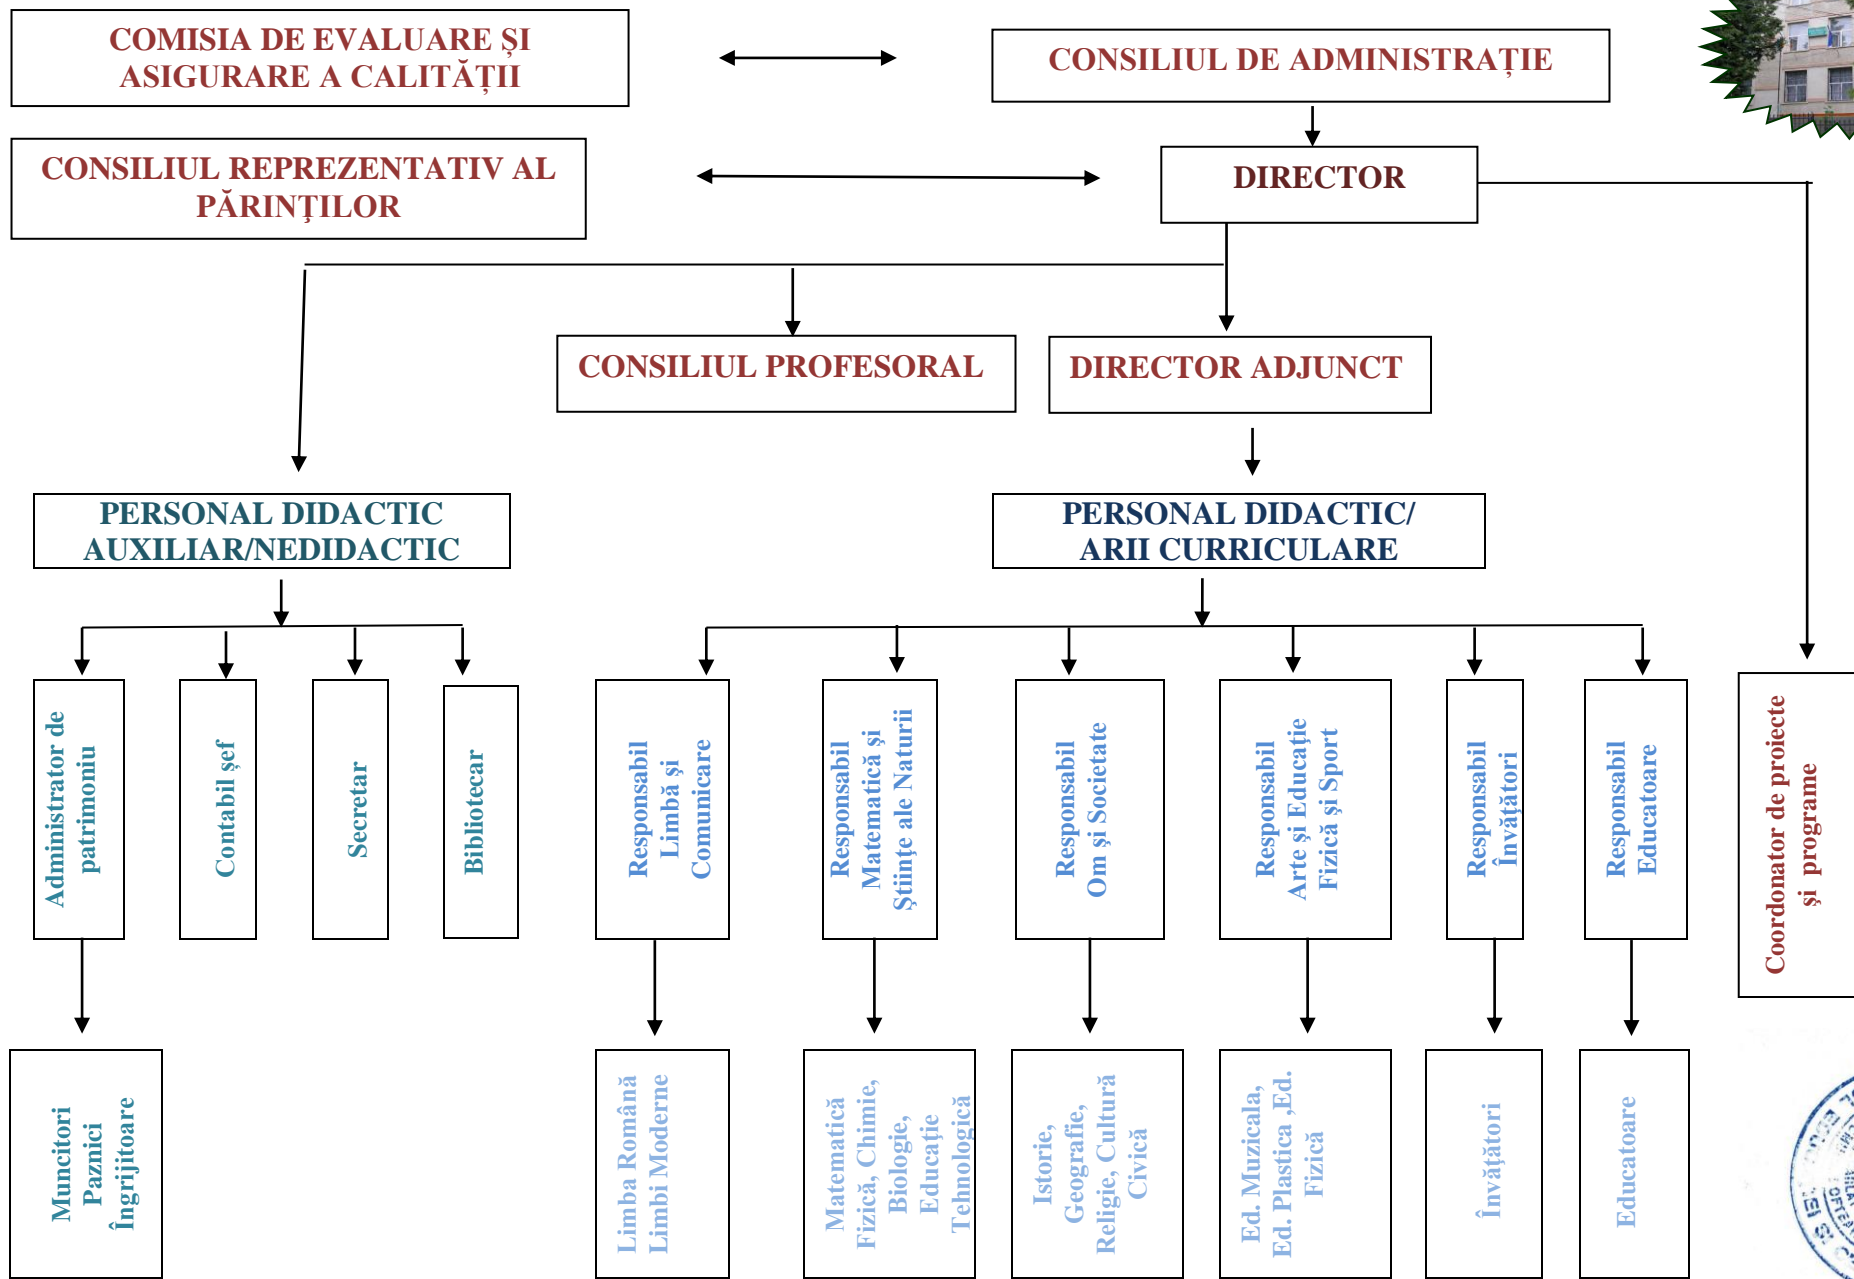 COMISIA DE EVALUARE ȘI
ASIGURARE A CALITĂȚII
CONSILIUL DE ADMINISTRAȚIE
CONSILIUL REPREZENTATIV AL
PĂRINŢILOR
DIRECTOR
CONSILIUL PROFESORAL
DIRECTOR ADJUNCT
PERSONAL DIDACTIC
AUXILIAR/NEDIDACTIC
PERSONAL DIDACTIC/
ARII CURRICULARE
Administrator de
patrimoniu
Contabil șef
Secretar
Bibliotecar
Responsabil
Limbă şi
Comunicare
Responsabil
Matematică şi
Ştiinţe ale Naturii
Responsabil
Om şi Societate
Responsabil
Arte şi Educaţie
Fizică şi Sport
Responsabil
Învăţători
Responsabil
Educatoare
Coordonator de proiecte
şi programe
Muncitori
Paznici
Îngrijitoare
Limba Română
Limbi Moderne
Matematică
Fizică, Chimie,
Biologie,
Educaţie
Tehnologică
Istorie,
Geografie,
Religie, Cultură
Civică
Ed. Muzicala,
Ed. Plastica ,Ed.
Fizică
Învăţători
Educatoare